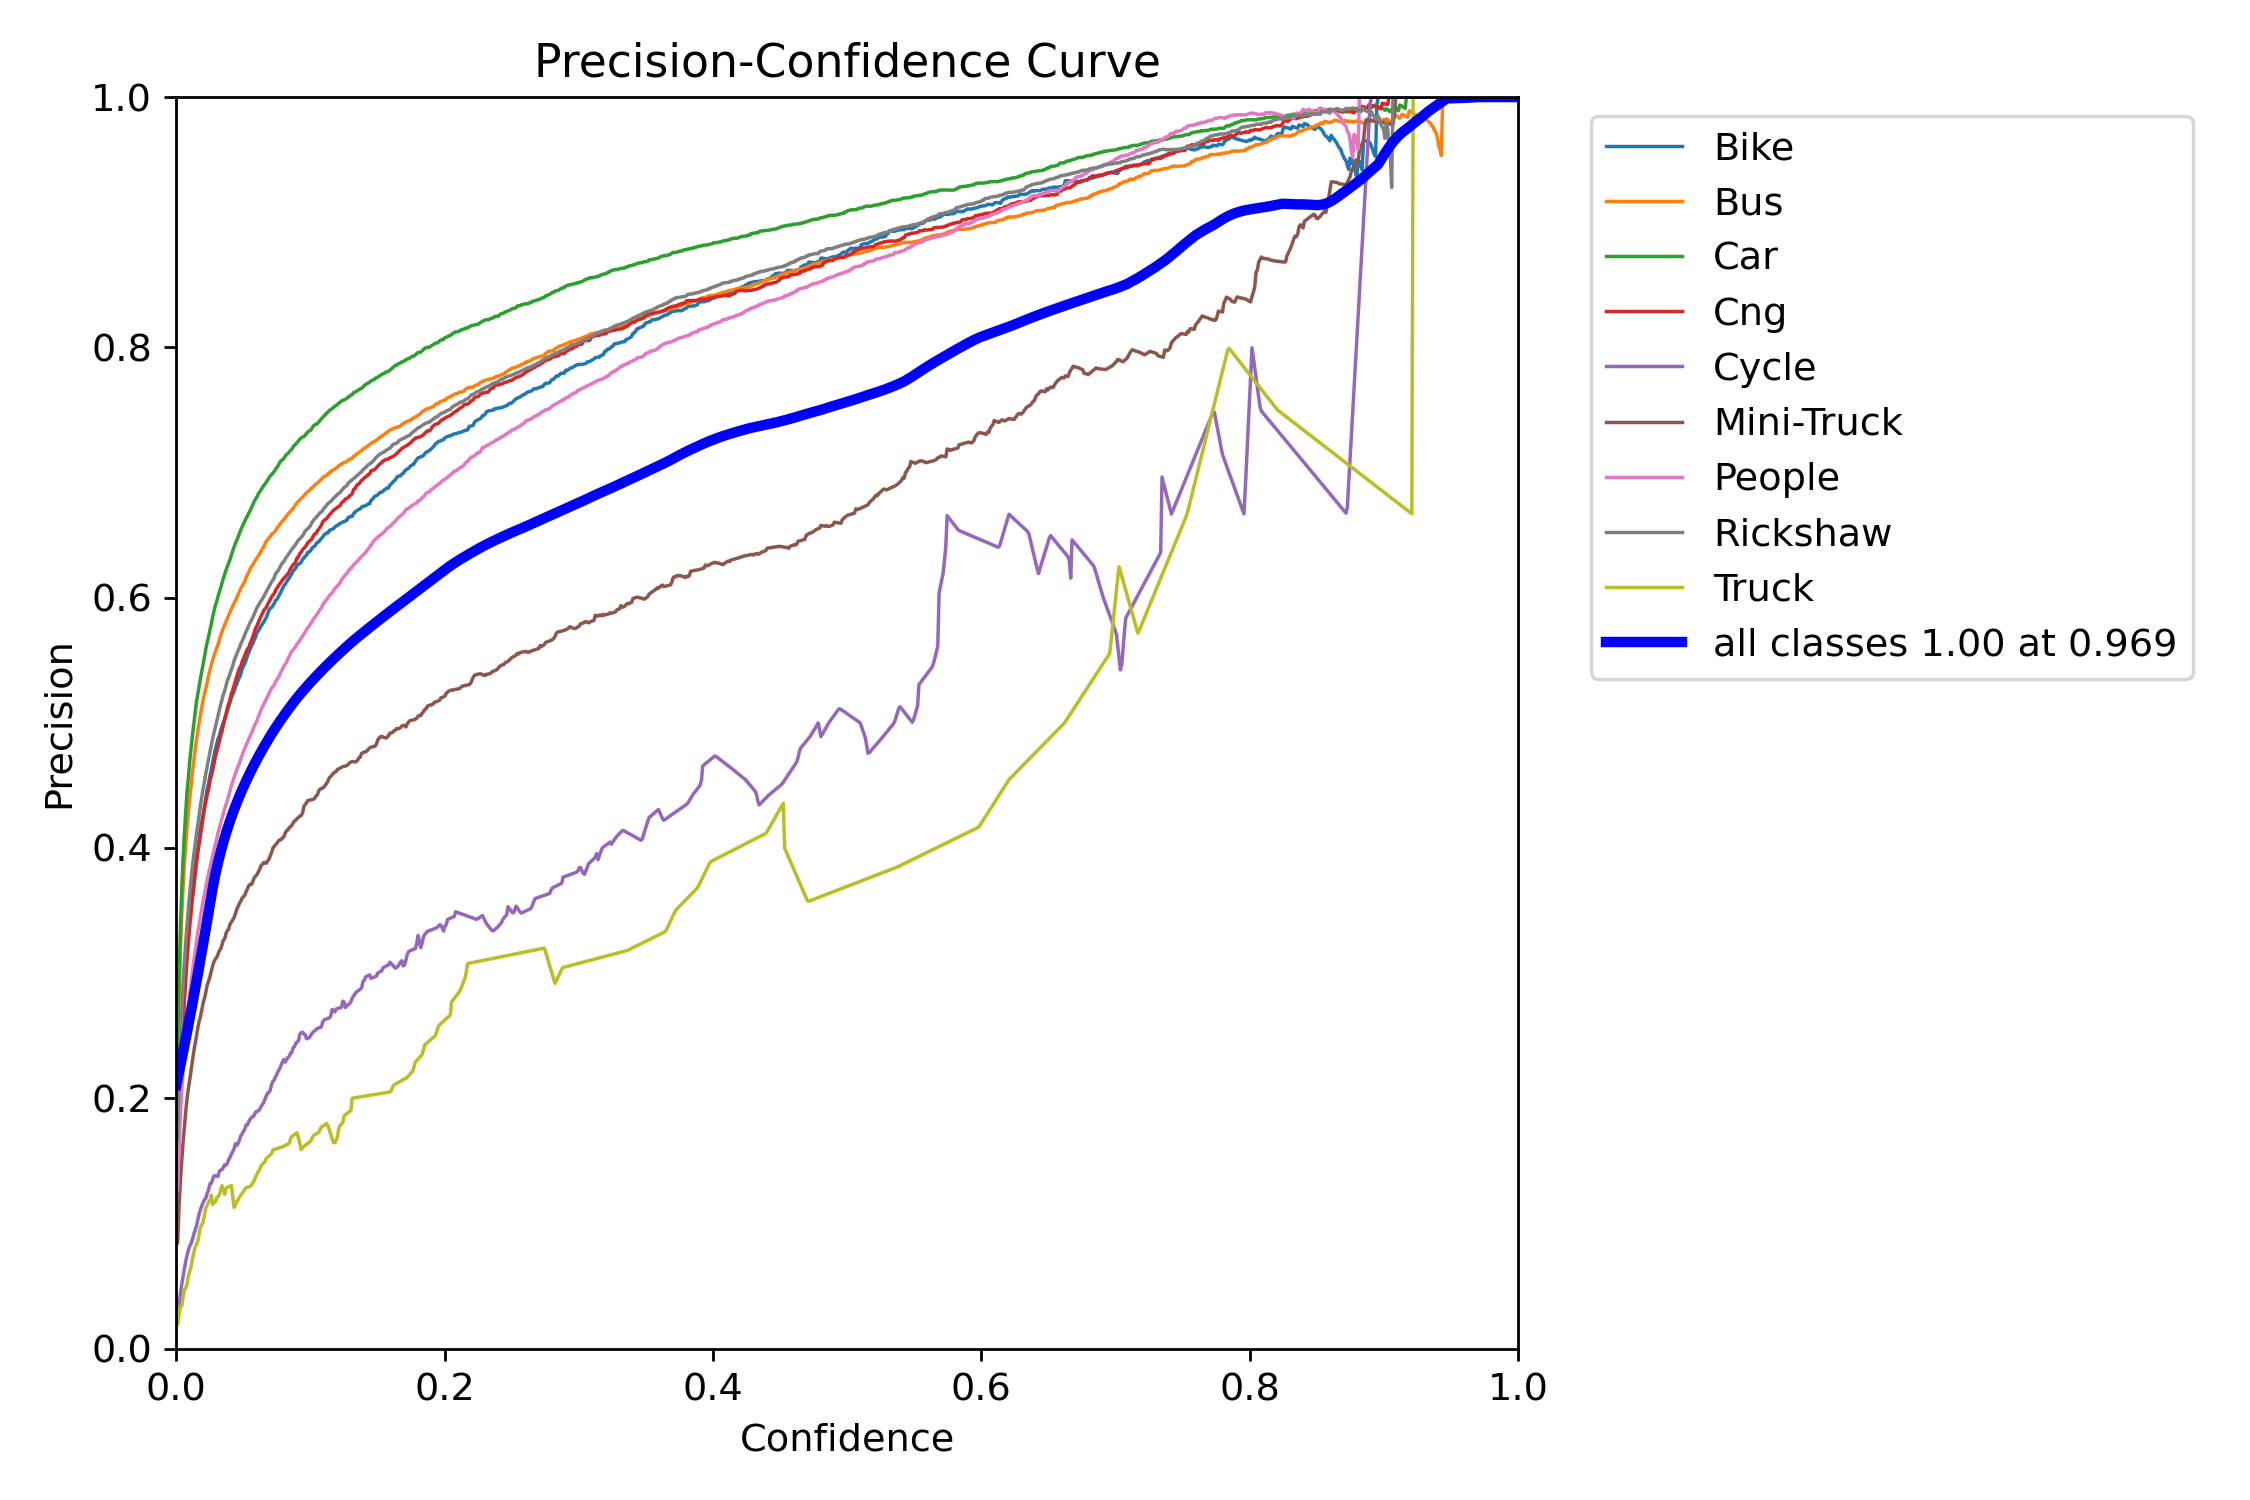 Precision-Confidence Curve
1.0
0.8
0.6
0.4
0.2
0.0
Precision
0.0 0.2 0.4 0.6 0.8 1.0
Confidence
Bike
Bus
Car
Cng
Cycle
Mini-Truck
People
Rickshaw
Truck
all classes 1.00 at 0.969